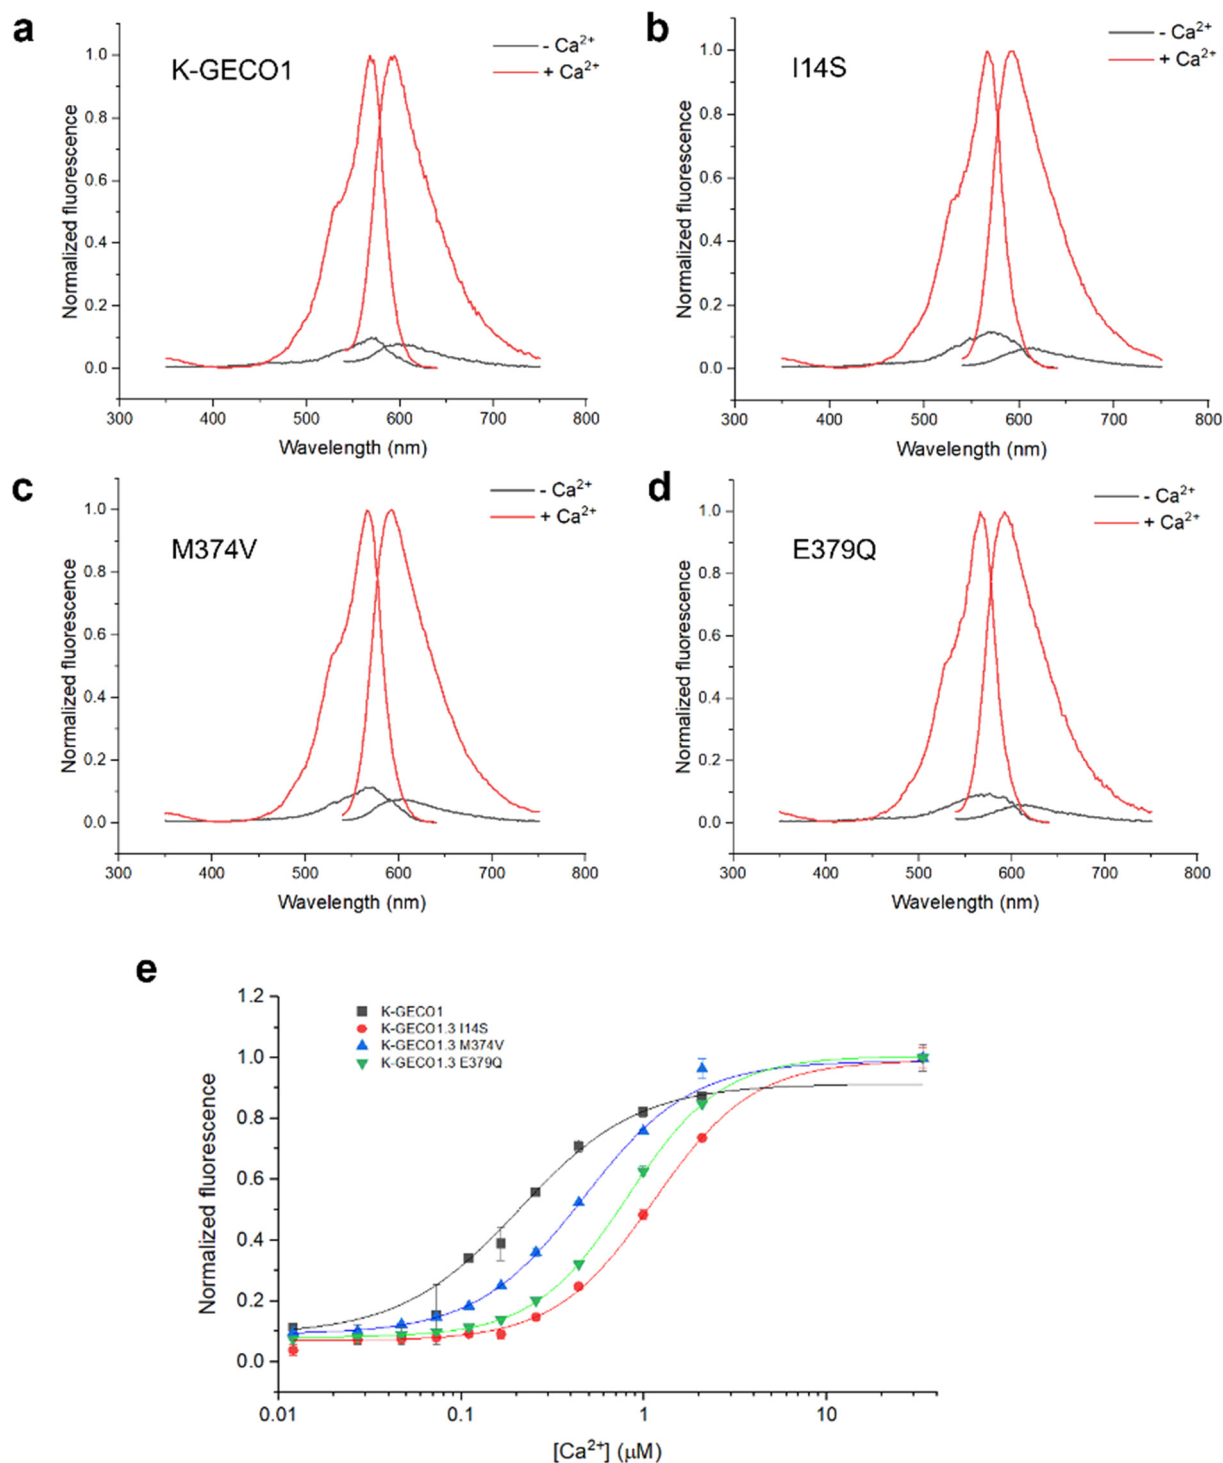 a
K-GECO1
- Ca²⁺
+ Ca²⁺
Normalized fluorescence
1.0
0.8
0.6
0.4
0.2
0.0
300 400 500 600 700 800
Wavelength (nm)
b
I14S
- Ca²⁺
+ Ca²⁺
Normalized fluorescence
1.0
0.8
0.6
0.4
0.2
0.0
300 400 500 600 700 800
Wavelength (nm)
c
M374V
- Ca²⁺
+ Ca²⁺
Normalized fluorescence
1.0
0.8
0.6
0.4
0.2
0.0
300 400 500 600 700 800
Wavelength (nm)
d
E379Q
- Ca²⁺
+ Ca²⁺
Normalized fluorescence
1.0
0.8
0.6
0.4
0.2
0.0
300 400 500 600 700 800
Wavelength (nm)
e
K-GECO1
K-GECO1.3 I14S
K-GECO1.3 M374V
K-GECO1.3 E379Q
Normalized fluorescence
1.2
1.0
0.8
0.6
0.4
0.2
0.0
0.01 0.1 1 10
[Ca²⁺] (μM)